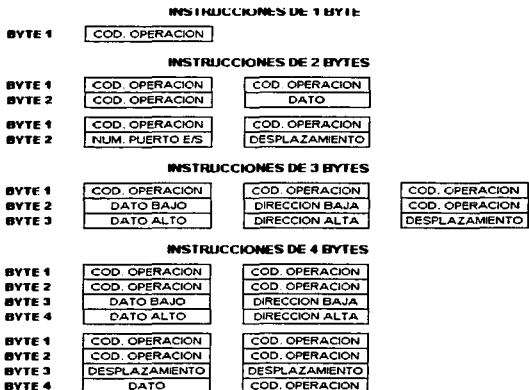 INSTRUCCIONES DE 1 BYTE
BYTE 1 COD. OPERACION
INSTRUCCIONES DE 2 BYTES
BYTE 1 COD. OPERACION COD. OPERACION
BYTE 2 COD. OPERACION DATO
BYTE 1 COD. OPERACION COD. OPERACION
BYTE 2 NUM. PUERTO E/S DESPLAZAMIENTO
INSTRUCCIONES DE 3 BYTES
BYTE 1 COD. OPERACION COD. OPERACION COD. OPERACION
BYTE 2 DATO BAJO DIRECCION BAJA COD. OPERACION
BYTE 3 DATO ALTO DIRECCION ALTA DESPLAZAMIENTO
INSTRUCCIONES DE 4 BYTES
BYTE 1 COD. OPERACION COD. OPERACION
BYTE 2 COD. OPERACION COD. OPERACION
BYTE 3 DATO BAJO DIRECCION BAJA
BYTE 4 DATO ALTO DIRECCION ALTA
BYTE 1 COD. OPERACION COD. OPERACION
BYTE 2 COD. OPERACION COD. OPERACION
BYTE 3 DESPLAZAMIENTO DESPLAZAMIENTO
BYTE 4 DATO COD. OPERACION